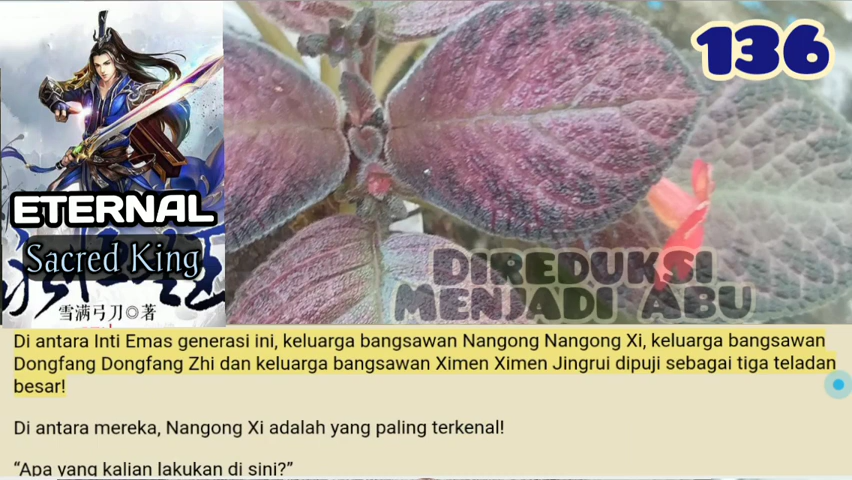 136
ETERNAL
Sacred King
雪满弓刀◎著
DIREDUKSI
MENJADI ABU
Di antara Inti Emas generasi ini, keluarga bangsawan Nangong Nangong Xi, keluarga bangsawan
Dongfang Dongfang Zhi dan keluarga bangsawan Ximen Ximen Jingrui dipuji sebagai tiga teladan
besar!
Di antara mereka, Nangong Xi adalah yang paling terkenal!
“Apa yang kalian lakukan di sini?”